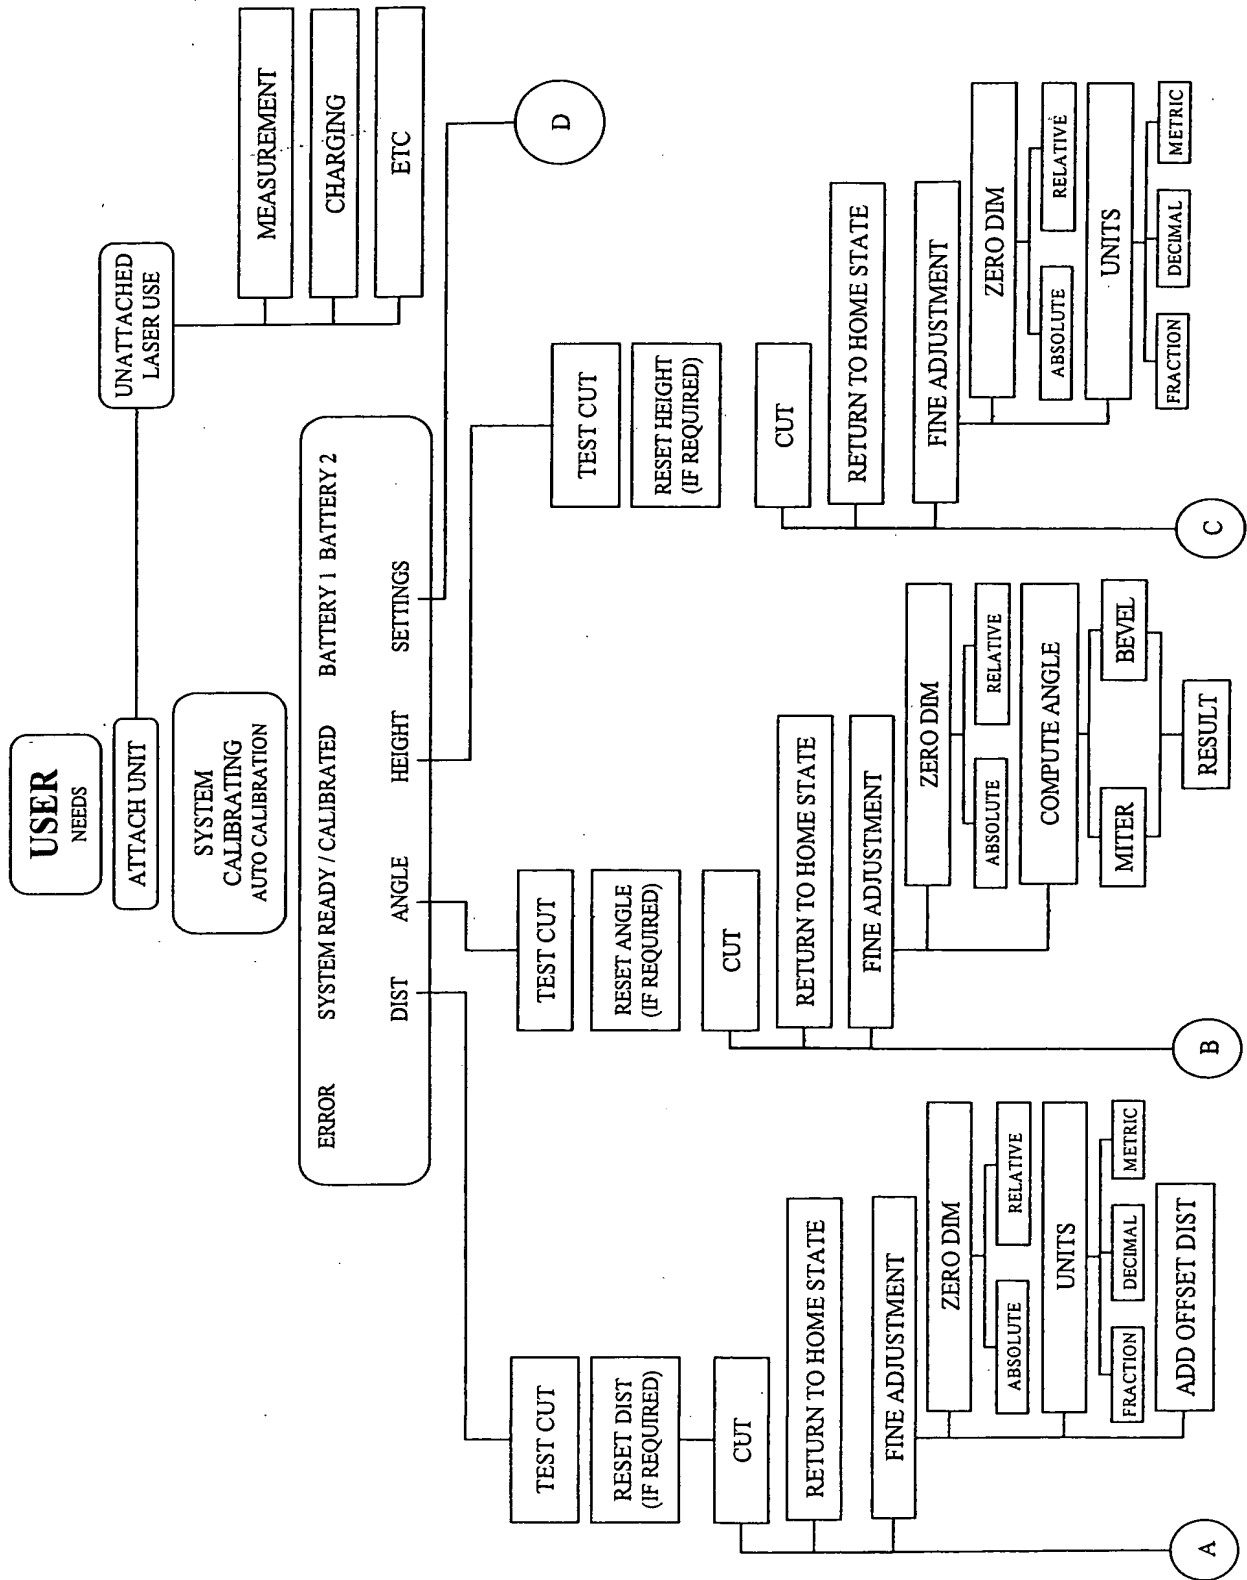 USER
NEEDS
ATTACH UNIT
UNATTACHED
LASER USE
MEASUREMENT
CHARGING
ETC
SYSTEM
CALIBRATING
AUTO CALIBRATION
ERROR SYSTEM READY / CALIBRATED BATTERY 1 BATTERY 2
DIST ANGLE HEIGHT SETTINGS
TEST CUT
RESET DIST
(IF REQUIRED)
CUT
RETURN TO HOME STATE
FINE ADJUSTMENT
ZERO DIM
ABSOLUTE RELATIVE
UNITS
FRACTION DECIMAL METRIC
ADD OFFSET DIST
A
TEST CUT
RESET ANGLE
(IF REQUIRED)
CUT
RETURN TO HOME STATE
FINE ADJUSTMENT
ZERO DIM
ABSOLUTE RELATIVE
COMPUTE ANGLE
MITER BEVEL
RESULT
B
TEST CUT
RESET HEIGHT
(IF REQUIRED)
CUT
RETURN TO HOME STATE
FINE ADJUSTMENT
ZERO DIM
ABSOLUTE RELATIVE
UNITS
FRACTION DECIMAL METRIC
C
D